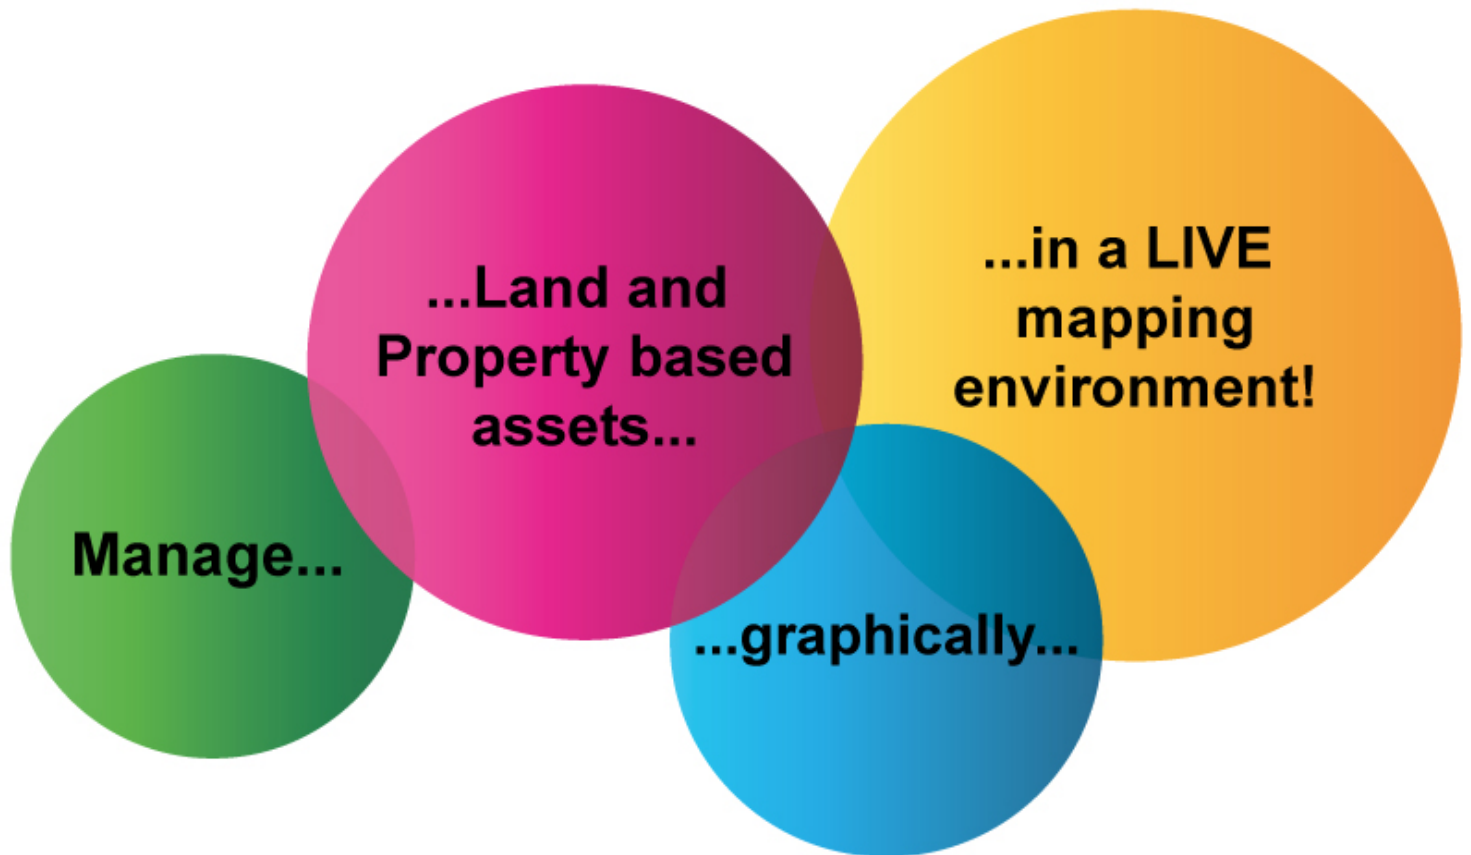 Manage...
...Land and
Property based
assets...
...graphically...
...in a LIVE
mapping
environment!